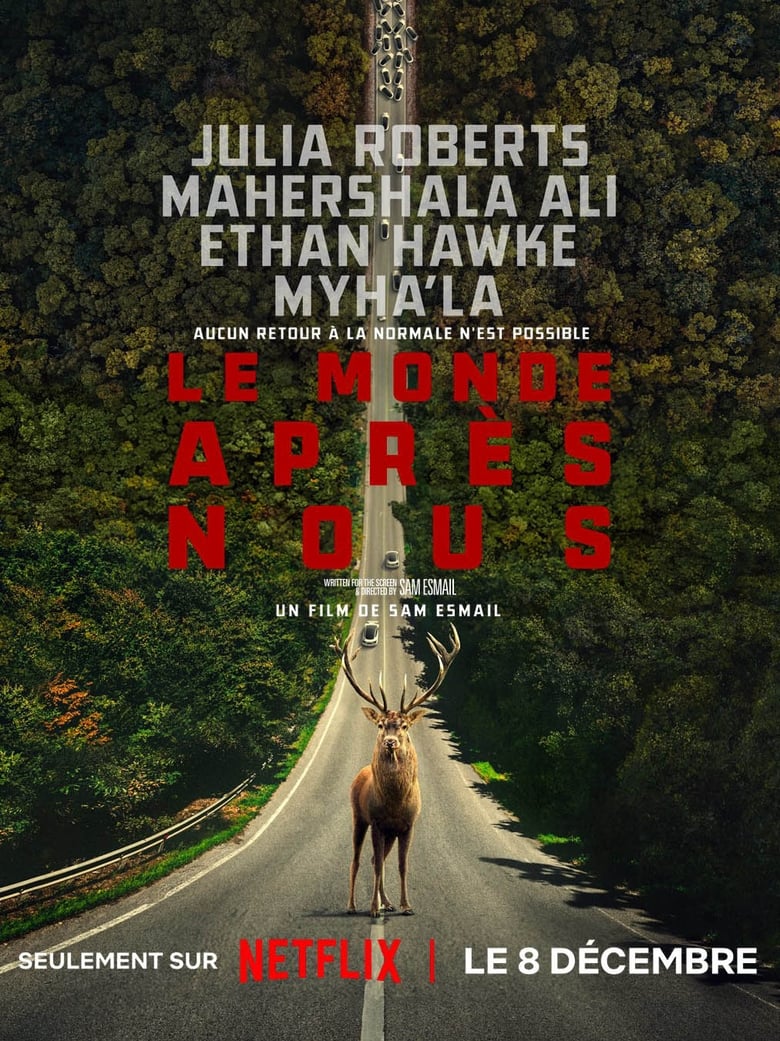 JULIA ROBERTS
MAHERSHALA ALI
ETHAN HAWKE
MYHA'LA
AUCUN RETOUR À LA NORMALE N'EST POSSIBLE
LE MONDE
APRÈS
NOUS
WRITTEN FOR THE SCREEN
& DIRECTED BY SAM ESMAIL
UN FILM DE SAM ESMAIL
SEULEMENT SUR NETFLIX | LE 8 DÉCEMBRE